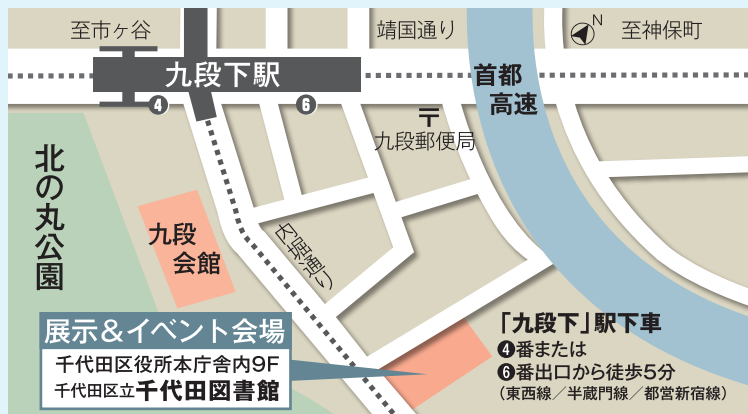 至市ヶ谷
靖国通り
N
至神保町
九段下駅
首都
高速
4
6
〒
九段郵便局
北の丸公園
九段
会館
内堀通り
展示&イベント会場
千代田区役所本庁舎内9F
千代田区立千代田図書館
「九段下」駅下車
❹番または
❻番出口から徒歩5分
(東西線/半蔵門線/都営新宿線)